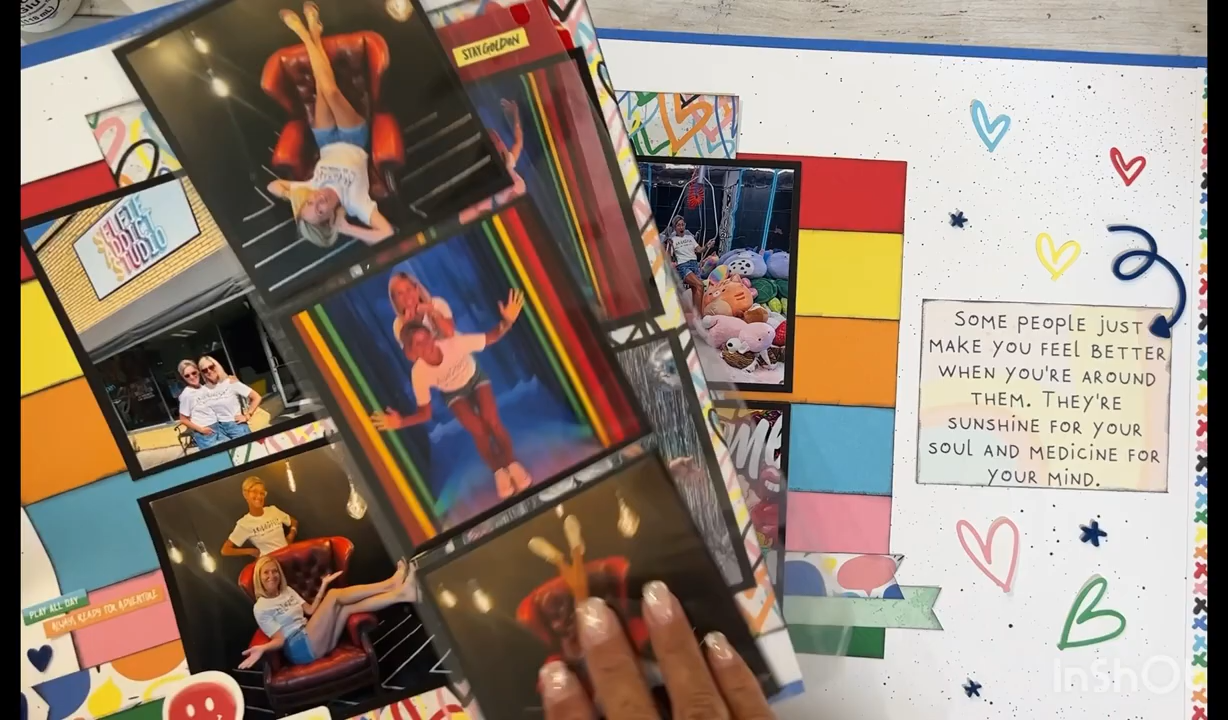 STAY GOLDEN
SELFIE
ADDICT
STUDIO
SOME PEOPLE JUST
MAKE YOU FEEL BETTER
WHEN YOU'RE AROUND
THEM. THEY'RE
SUNSHINE FOR YOUR
SOUL AND MEDICINE FOR
YOUR MIND.
PLAY ALL DAY
ALWAYS READY FOR ADVENTURE
InShOt